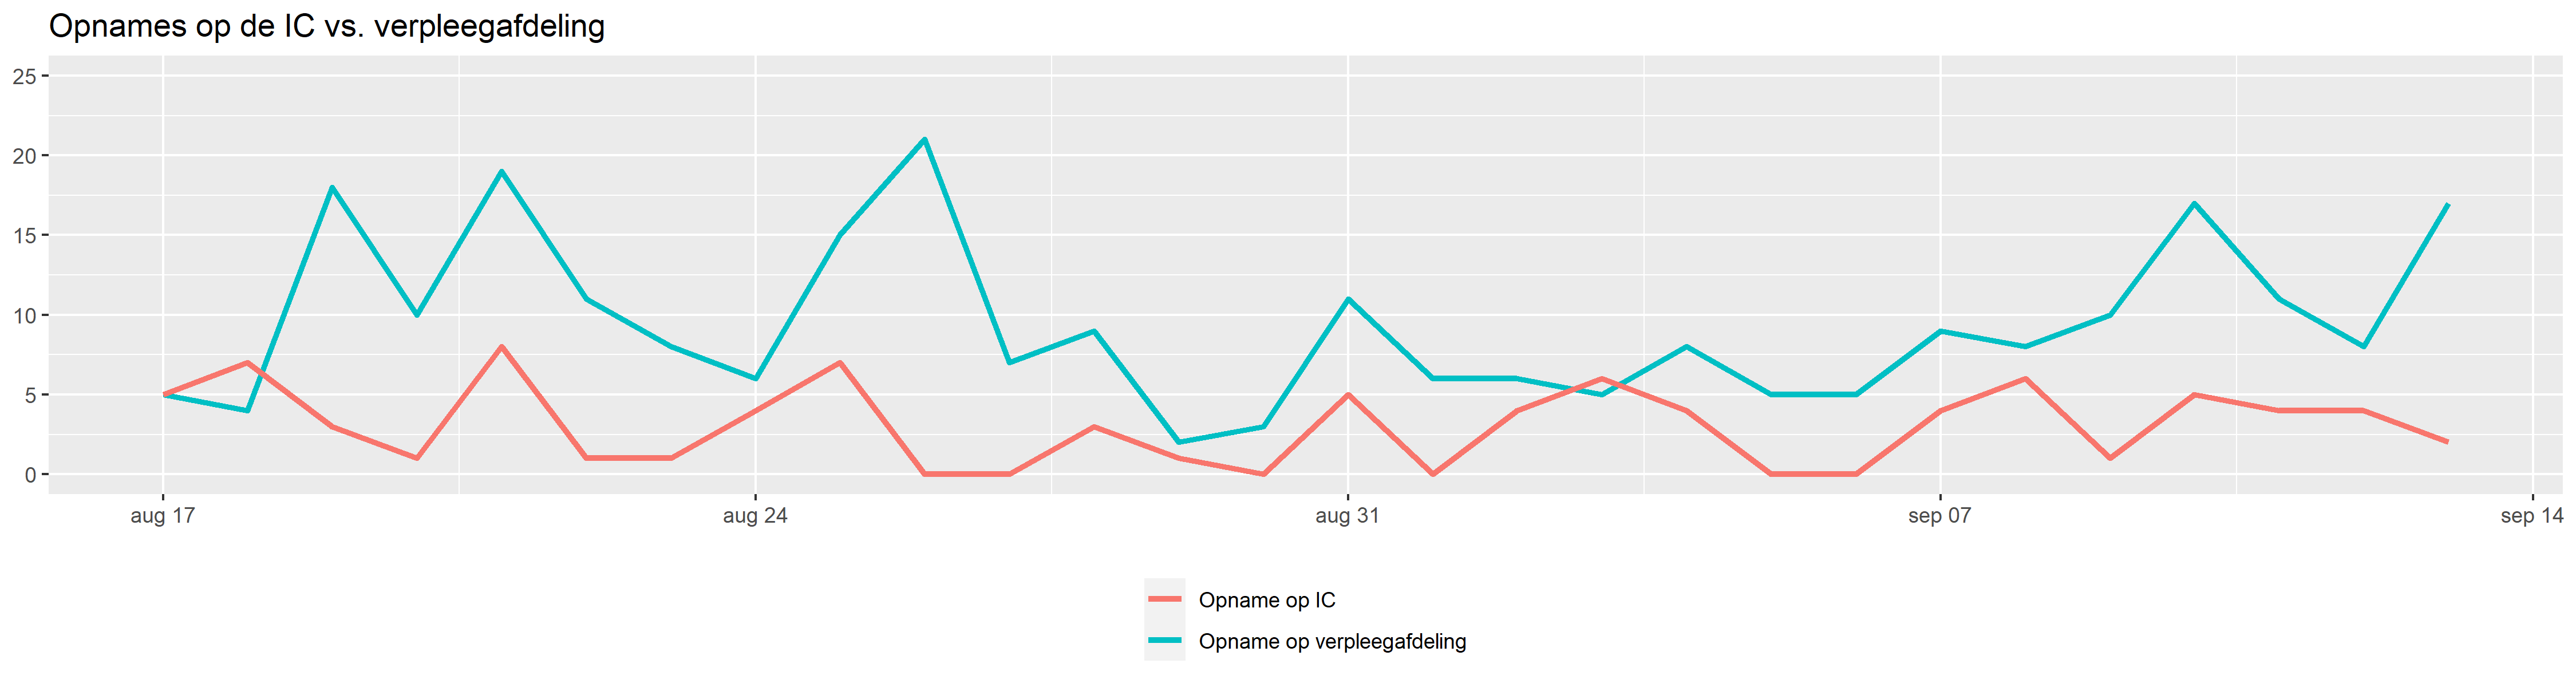 Opnames op de IC vs. verpleegafdeling
25
20
15
10
5
0
aug 17 aug 24 aug 31 sep 07 sep 14
Opname op IC
Opname op verpleegafdeling